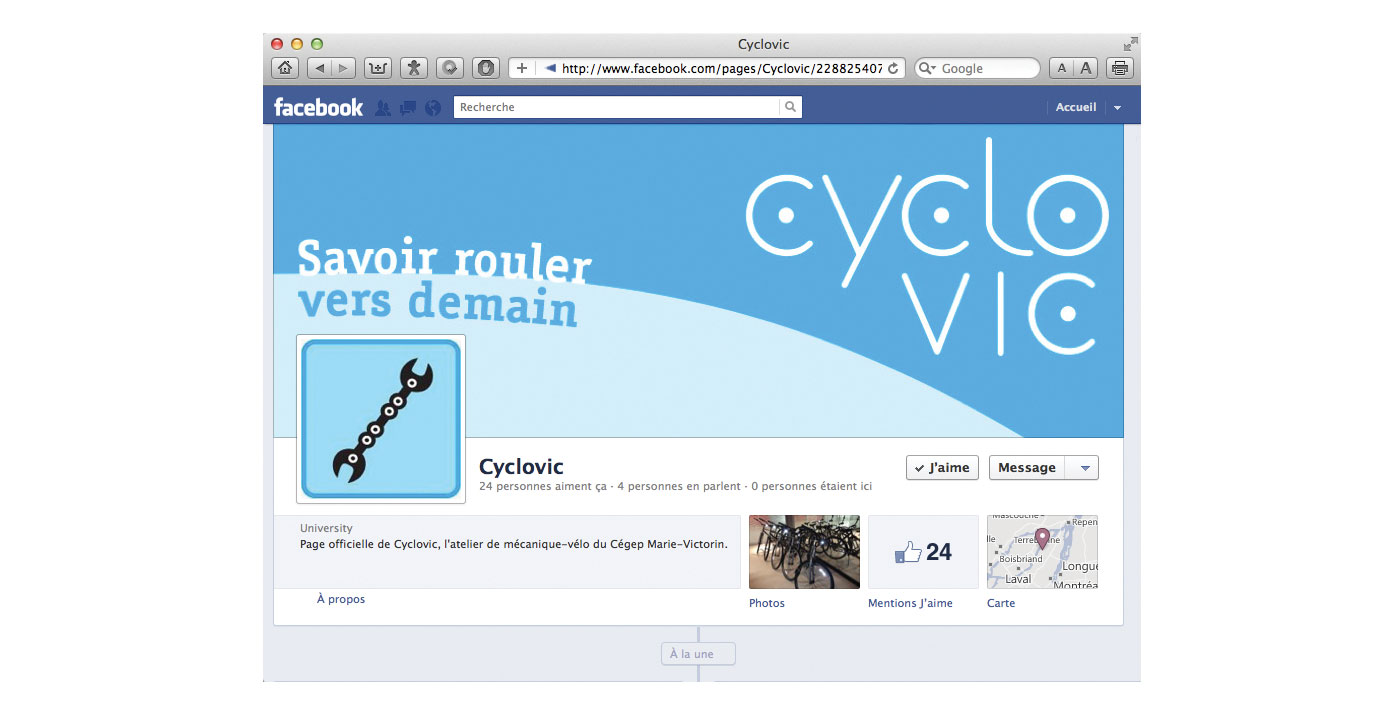 Cyclovic
http://www.facebook.com/pages/Cyclovic/228825407
Google
A A
facebook
Recherche
Accueil
cyclo
vic
Savoir rouler
vers demain
Cyclovic
24 personnes aiment ça · 4 personnes en parlent · 0 personnes étaient ici
✓ J'aime
Message
University
Page officielle de Cyclovic, l'atelier de mécanique-vélo du Cégep Marie-Victorin.
À propos
24
Repen
Boisbriand
Laval
Longue
Montréa
Photos
Mentions J'aime
Carte
À la une